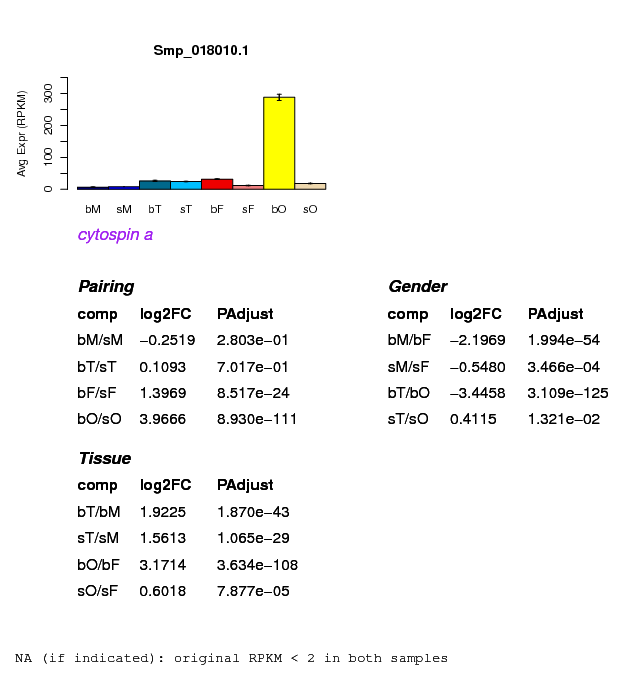 Smp_018010.1
Avg Expr (RPKM)
0 100 200 300
bM sM bT sT bF sF bO sO
cytospin a
Pairing
comp log2FC PAdjust
bM/sM −0.2519 2.803e−01
bT/sT 0.1093 7.017e−01
bF/sF 1.3969 8.517e−24
bO/sO 3.9666 8.930e−111
Gender
comp log2FC PAdjust
bM/bF −2.1969 1.994e−54
sM/sF −0.5480 3.466e−04
bT/bO −3.4458 3.109e−125
sT/sO 0.4115 1.321e−02
Tissue
comp log2FC PAdjust
bT/bM 1.9225 1.870e−43
sT/sM 1.5613 1.065e−29
bO/bF 3.1714 3.634e−108
sO/sF 0.6018 7.877e−05
NA (if indicated): original RPKM < 2 in both samples